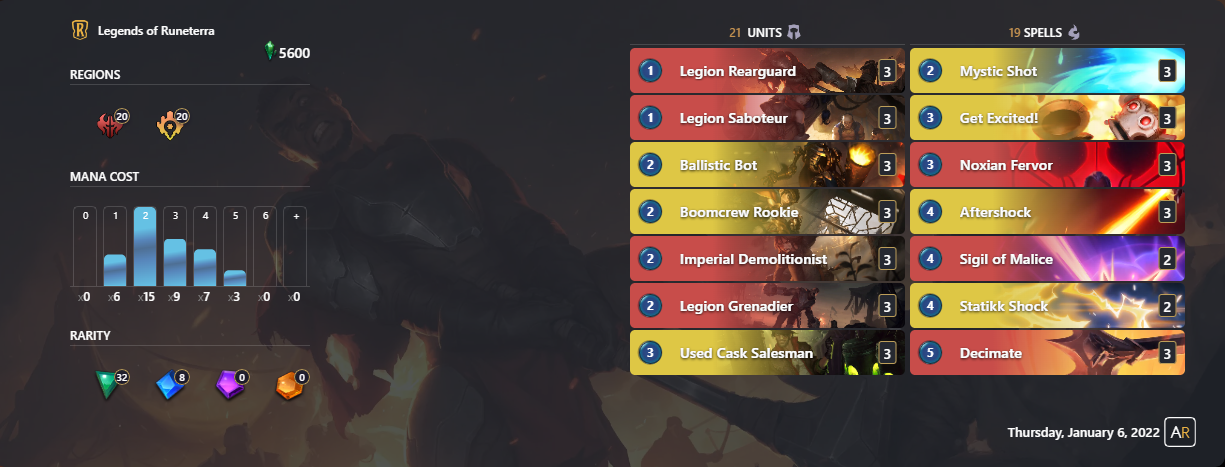 Legends of Runeterra
5600
REGIONS
20 20
MANA COST
0 1 2 3 4 5 6 +
x0 x6 x15 x9 x7 x3 x0 x0
RARITY
32 8 0 0
21 UNITS
1 Legion Rearguard 3
1 Legion Saboteur 3
2 Ballistic Bot 3
2 Boomcrew Rookie 3
2 Imperial Demolitionist 3
2 Legion Grenadier 3
3 Used Cask Salesman 3
19 SPELLS
2 Mystic Shot 3
3 Get Excited! 3
3 Noxian Fervor 3
4 Aftershock 3
4 Sigil of Malice 2
4 Statikk Shock 2
5 Decimate 3
Thursday, January 6, 2022 AR